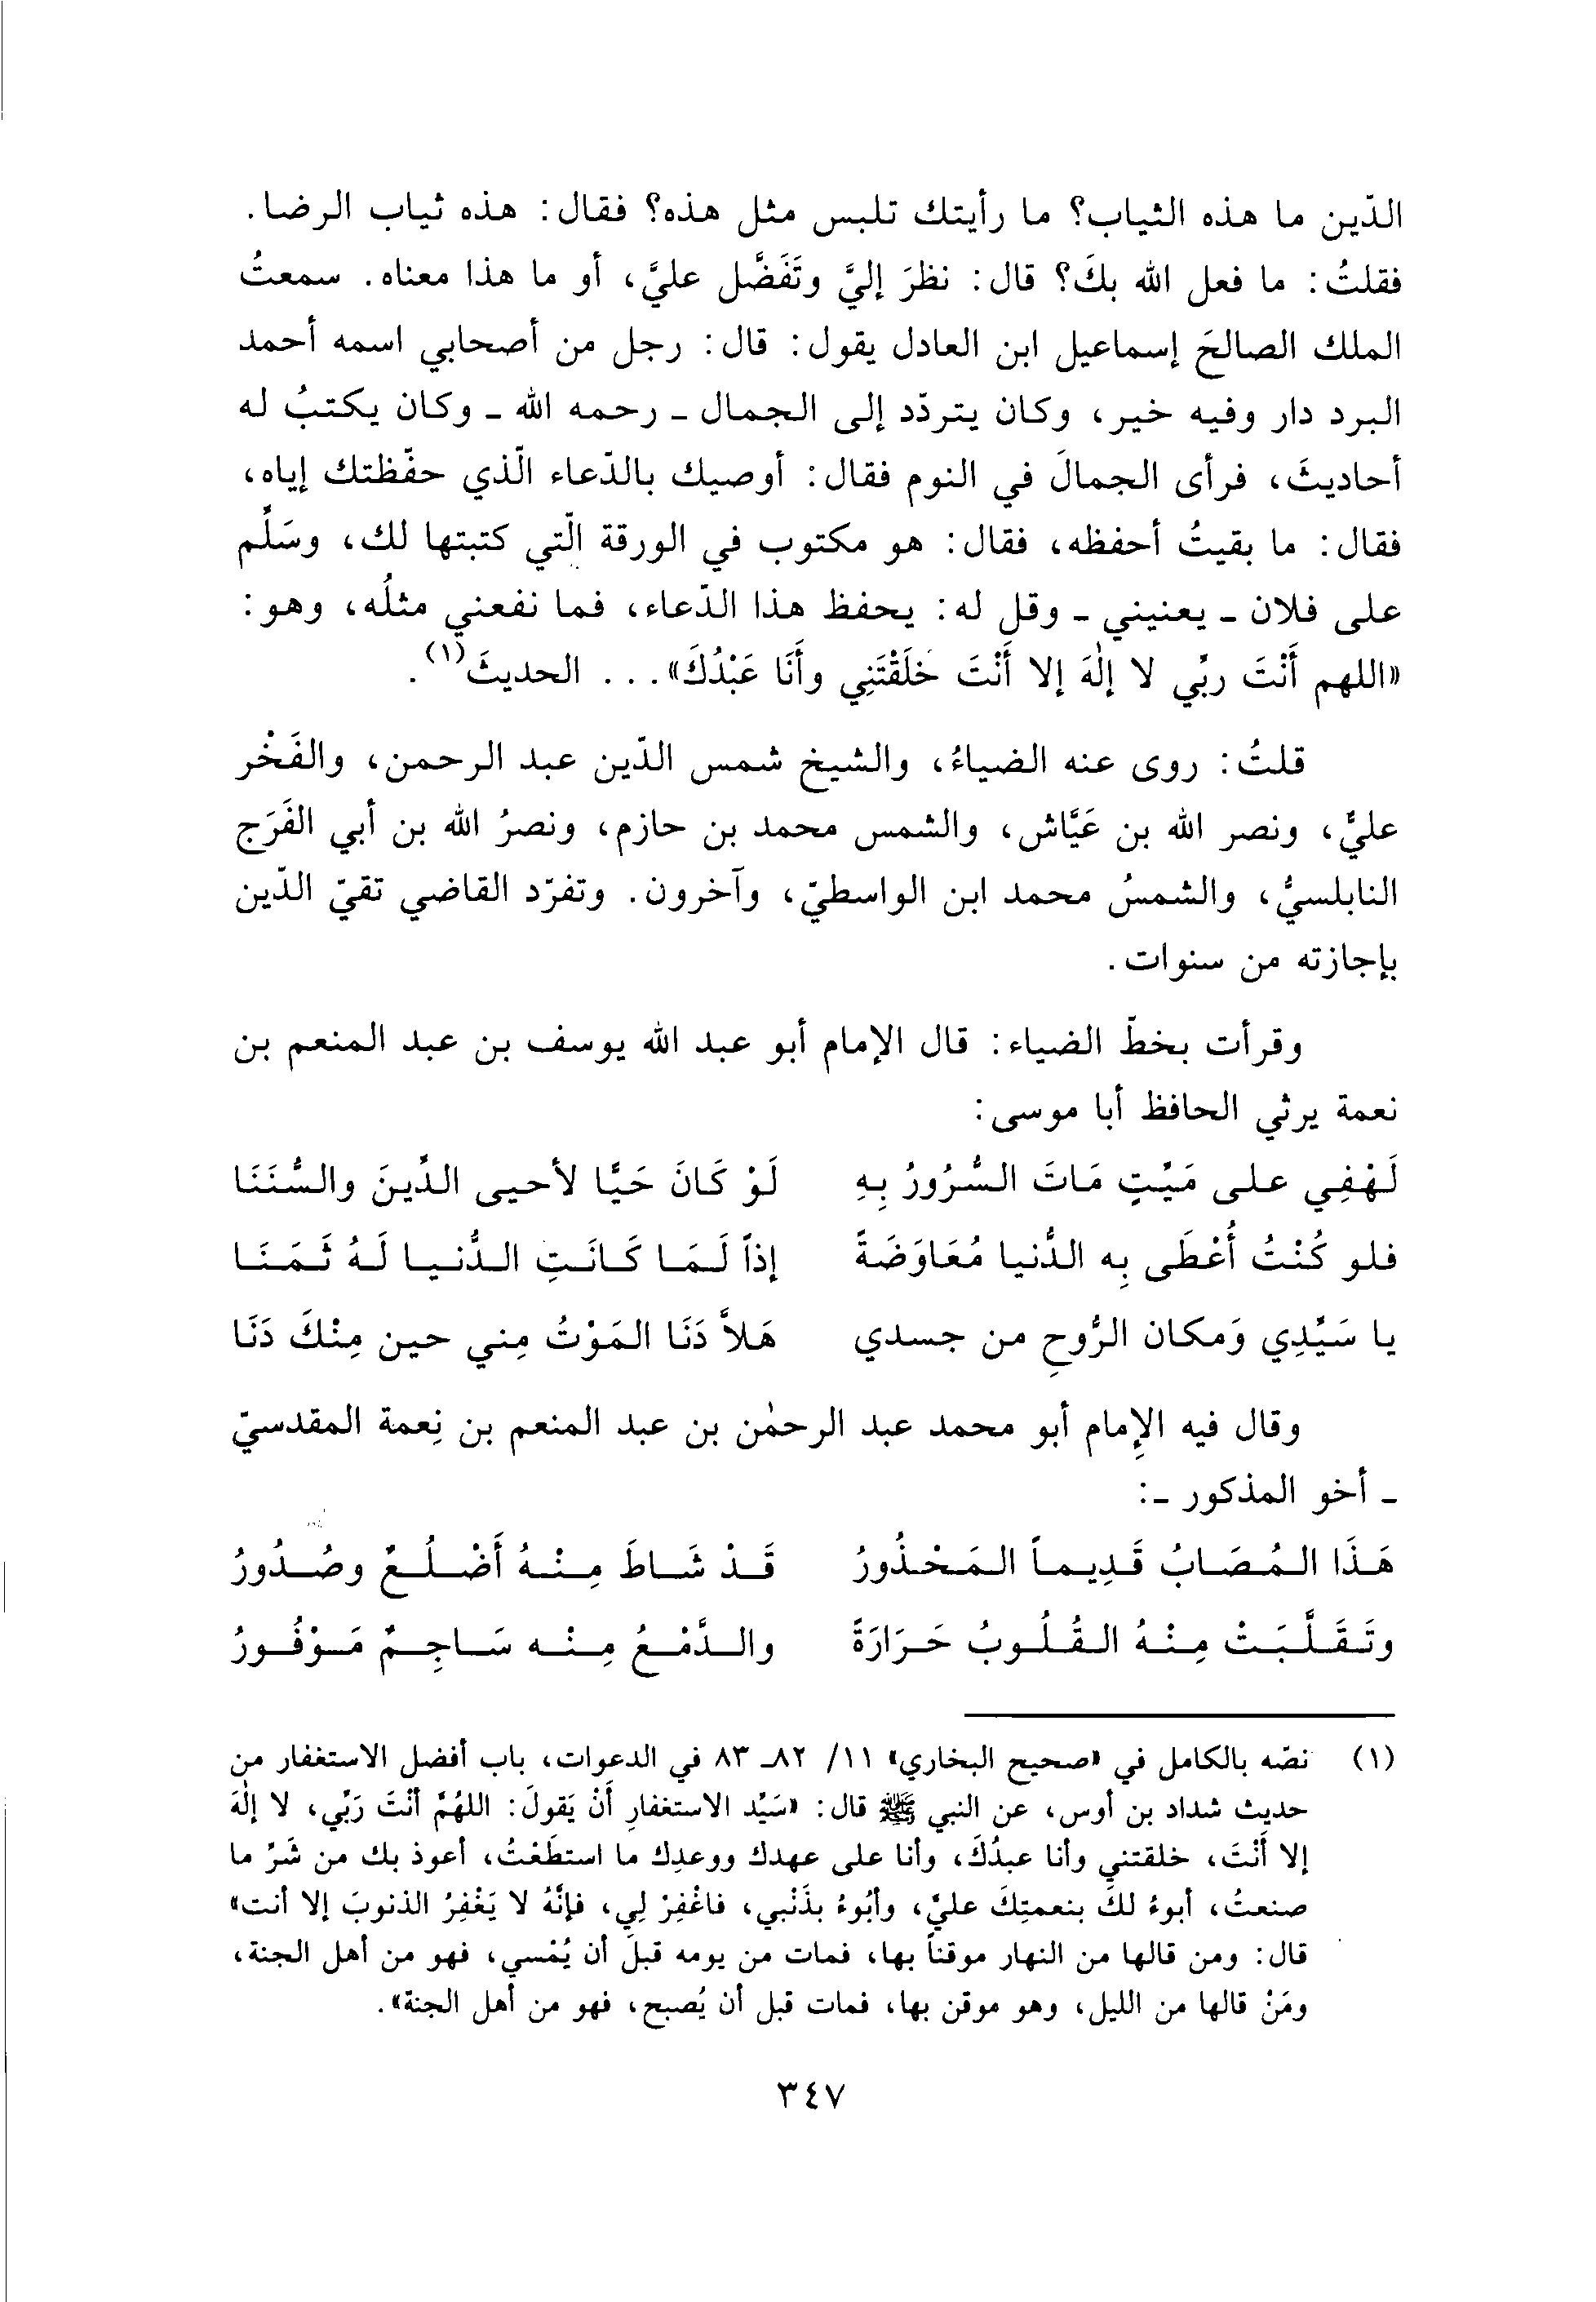 الدّين ما هذه الثياب؟ ما رأيتك تلبس مثل هذه؟ فقال: هذه ثياب الرضا.
فقلتُ: ما فعل الله بكَ؟ قال: نظرَ إليَّ وتَفَضَّل عليَّ، أو ما هذا معناه. سمعتُ
الملك الصالحَ إسماعيل ابن العادل يقول: قال: رجل من أصحابي اسمه أحمد
البرد دار وفيه خير، وكان يتردّد إلى الجمال - رحمه الله - وكان يكتبُ له
أحاديثَ، فرأى الجمالَ في النوم فقال: أوصيك بالدّعاء الّذي حفّظتك إياه،
فقال: ما بقيتُ أحفظه، فقال: هو مكتوب في الورقة الّتي كتبتها لك، وسَلِّم
على فلان - يعنيني - وقل له: يحفظ هذا الدّعاء، فما نفعني مثلُه، وهو:
«اللهم أَنْتَ ربِّي لا إلٰهَ إلا أَنْتَ خَلَقْتَنِي وأَنَا عَبْدُكَ»... الحديثَ(١).
قلتُ: روى عنه الضياءُ، والشيخ شمس الدّين عبد الرحمن، والفَخْر
عليٌّ، ونصر الله بن عَيَّاش، والشمس محمد بن حازم، ونصرُ الله بن أبي الفَرَج
النابلسيُّ، والشمسُ محمد ابن الواسطيّ، وآخرون. وتفرّد القاضي تقيّ الدّين
بإجازته من سنوات.
وقرأت بخطّ الضياء: قال الإمام أبو عبد الله يوسف بن عبد المنعم بن
نعمة يرثي الحافظ أبا موسى:
لَهْفِي على مَيِّتٍ مَاتَ السُّرُورُ بِهِ لَوْ كَانَ حَيًّا لأحيى الدِّينَ والسُّنَنَا
فلو كُنْتُ أُعْطَى بِه الدُّنيا مُعَاوَضَةً إذاً لَمَا كَانَتِ الدُّنيا لَهُ ثَمَنَا
يا سَيِّدِي وَمكان الرُّوحِ من جسدي هَلاَّ دَنَا المَوْتُ مِني حين مِنْكَ دَنَا
وقال فيه الإِمام أبو محمد عبد الرحمٰن بن عبد المنعم بن نِعمة المقدسيّ
- أخو المذكور -:
هَذَا المُصَابُ قَدِيماً المَحْذُورُ قَدْ شَاطَ مِنْهُ أَضْلُعٌ وصُدُورُ
وتَقَلَّبَتْ مِنْهُ القُلُوبُ حَرَارَةً والدَّمْعُ مِنْه سَاجِمٌ مَوْفُورُ
(١) نصّه بالكامل في «صحيح البخاري» ١١/ ٨٢ـ ٨٣ في الدعوات، باب أفضل الاستغفار من
حديث شداد بن أوس، عن النبي ﷺ قال: «سَيِّد الاستغفارِ أَنْ يَقولَ: اللهُمَّ أنْتَ رَبِّي، لا إلٰهَ
إلا أَنْتَ، خلقتني وأنا عبدُكَ، وأنا على عهدك ووعدِك ما استطَعْتُ، أعوذ بك من شَرِّ ما
صنعتُ، أبوءُ لكَ بنعمتِكَ عليَّ، وأبُوءُ بذَنْبي، فاغْفِرْ لِي، فإنَّهُ لا يَغْفِرُ الذنوبَ إلا أنت»
قال: ومن قالها من النهار موقناً بها، فمات من يومه قبلَ أن يُمْسي، فهو من أهل الجنة،
ومَنْ قالها من الليل، وهو موقن بها، فمات قبل أن يُصبح، فهو من أهل الجنة».
٣٤٧